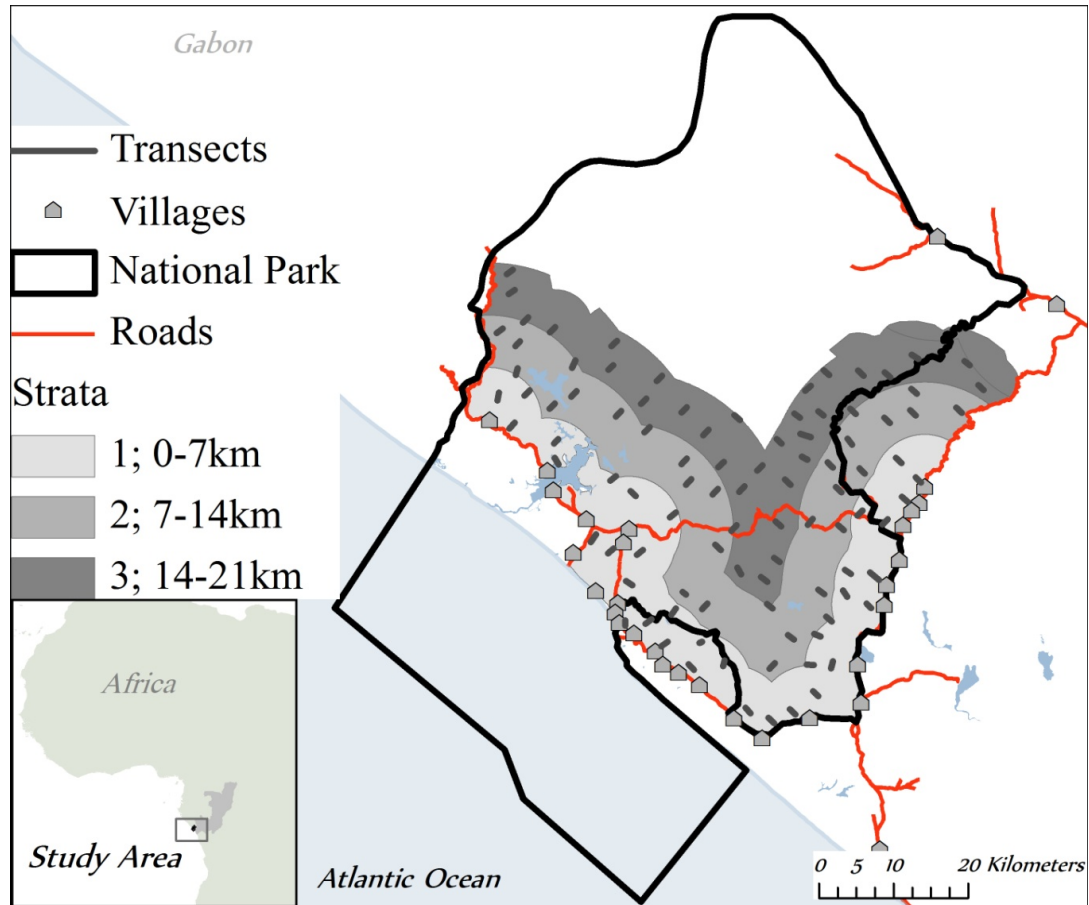 Gabon
Transects
Villages
National Park
Roads
Strata
1; 0-7km
2; 7-14km
3; 14-21km
Africa
Study Area
Atlantic Ocean
0 5 10 20 Kilometers